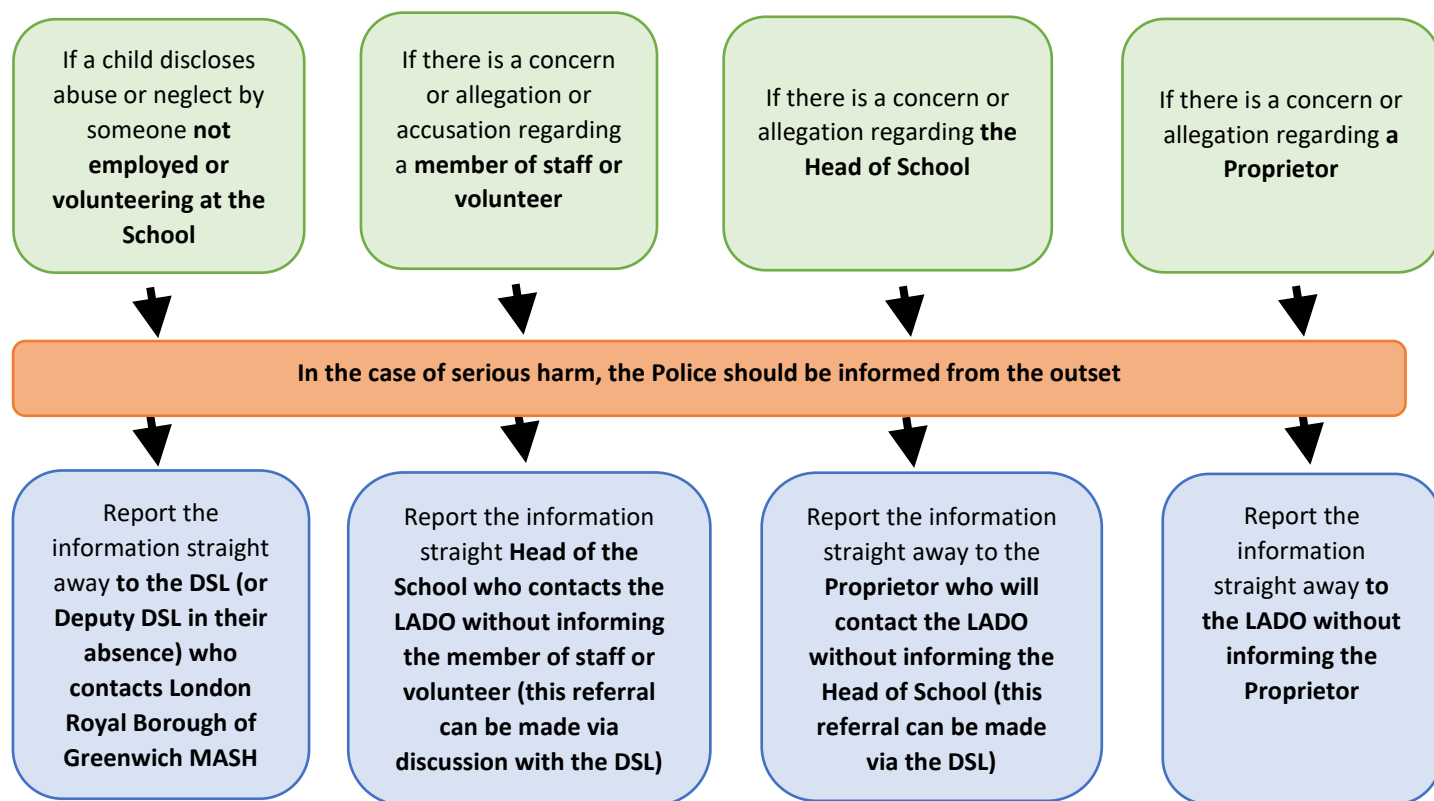 If a child discloses
abuse or neglect by
someone not
employed or
volunteering at the
School
If there is a concern
or allegation or
accusation regarding
a member of staff or
volunteer
If there is a concern or
allegation regarding the
Head of School
If there is a concern or
allegation regarding a
Proprietor
In the case of serious harm, the Police should be informed from the outset
Report the
information straight
away to the DSL (or
Deputy DSL in their
absence) who
contacts London
Royal Borough of
Greenwich MASH
Report the information
straight Head of the
School who contacts the
LADO without informing
the member of staff or
volunteer (this referral
can be made via
discussion with the DSL)
Report the information
straight away to the
Proprietor who will
contact the LADO
without informing the
Head of School (this
referral can be made
via the DSL)
Report the
information
straight away to
the LADO without
informing the
Proprietor